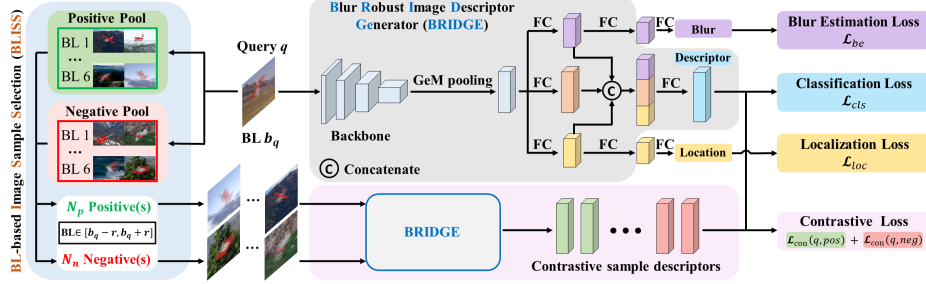 BL-based Image Sample Selection (BLISS)
Positive Pool
BL 1
...
BL 6
Negative Pool
BL 1
...
BL 6
N_p Positive(s)
BL∈ [b_q − r, b_q + r]
N_n Negative(s)
Query q
BL b_q
...
...
Blur Robust Image Descriptor
Generator (BRIDGE)
Backbone
GeM pooling
C Concatenate
FC
FC
FC
FC
FC
C
FC
FC
FC
Descriptor
Blur
Location
BRIDGE
Contrastive sample descriptors
Blur Estimation Loss
ℒ_be
Classification Loss
ℒ_cls
Localization Loss
ℒ_loc
Contrastive Loss
ℒ_con(q, pos) + ℒ_con(q, neg)